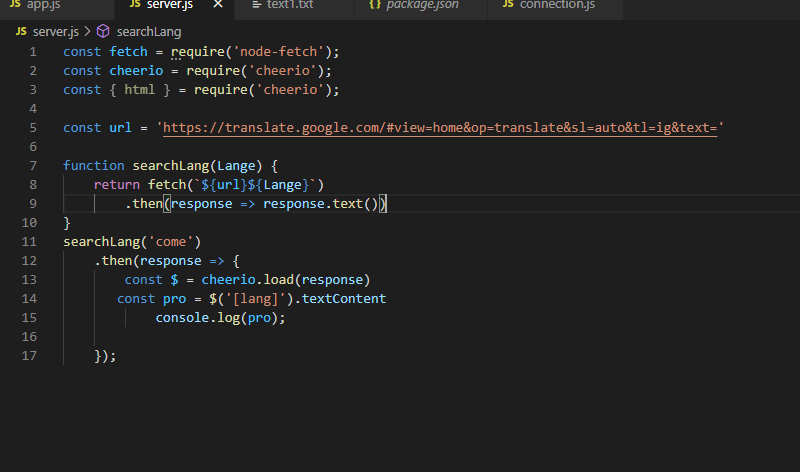 JS app.js JS server.js × text1.txt {} package.json JS connection.js
JS server.js > searchLang
1 const fetch = require('node-fetch');
2 const cheerio = require('cheerio');
3 const { html } = require('cheerio');
4
5 const url = 'https://translate.google.com/#view=home&op=translate&sl=auto&tl=ig&text='
6
7 function searchLang(Lange) {
8 return fetch(`${url}${Lange}`)
9 .then(response => response.text())
10 }
11 searchLang('come')
12 .then(response => {
13 const $ = cheerio.load(response)
14 const pro = $('[lang]').textContent
15 console.log(pro);
16
17 });